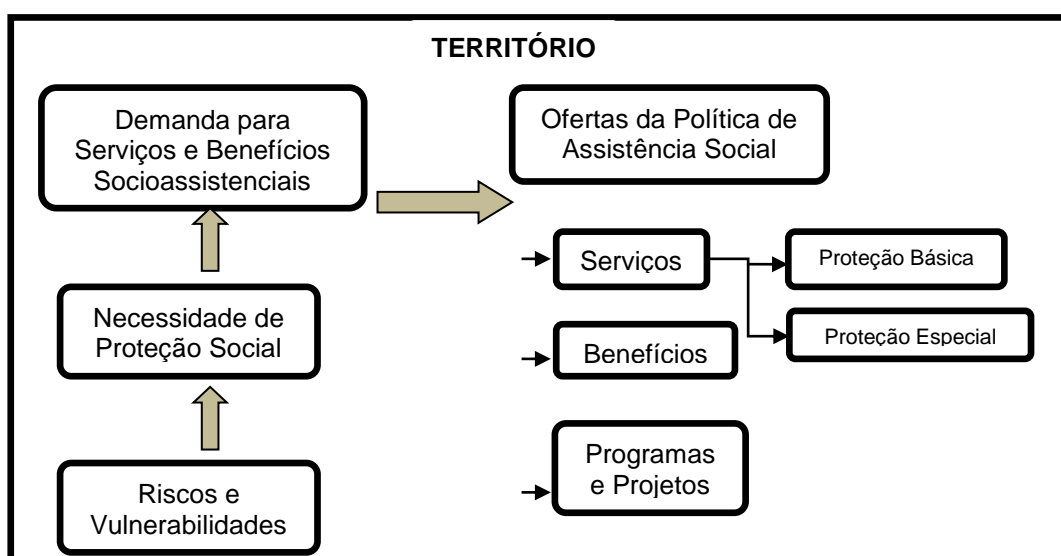 TERRITÓRIO
Demanda para
Serviços e Benefícios
Socioassistenciais
Ofertas da Política de
Assistência Social
Serviços
Proteção Básica
Necessidade de
Proteção Social
Proteção Especial
Benefícios
Programas
e Projetos
Riscos e
Vulnerabilidades